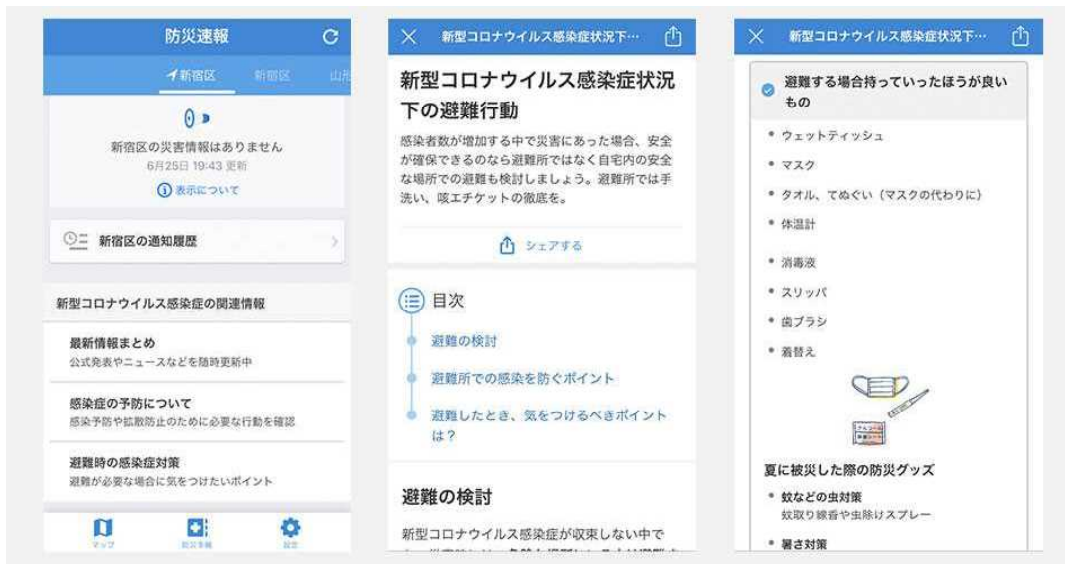 防災速報
新宿区 新宿区 山形
新宿区の災害情報はありません
6月25日 19:43 更新
表示について
新宿区の通知履歴
新型コロナウイルス感染症の関連情報
最新情報まとめ
公式発表やニュースなどを随時更新中
感染症の予防について
感染予防や拡散防止のために必要な行動を確認
避難時の感染症対策
避難が必要な場合に気をつけたいポイント
マップ 防災手帳 設定
新型コロナウイルス感染症状況下…
新型コロナウイルス感染症状況
下の避難行動
感染者数が増加する中で災害にあった場合、安全
が確保できるのなら避難所ではなく自宅内の安全
な場所での避難も検討しましょう。避難所では手
洗い、咳エチケットの徹底を。
シェアする
目次
避難の検討
避難所での感染を防ぐポイント
避難したとき、気をつけるべきポイント
は？
避難の検討
新型コロナウイルス感染症が収束しない中で
新型コロナウイルス感染症状況下…
避難する場合持っていったほうが良い
もの
ウェットティッシュ
マスク
タオル、てぬぐい（マスクの代わりに）
体温計
消毒液
スリッパ
歯ブラシ
着替え
夏に被災した際の防災グッズ
蚊などの虫対策
蚊取り線香や虫除けスプレー
暑さ対策